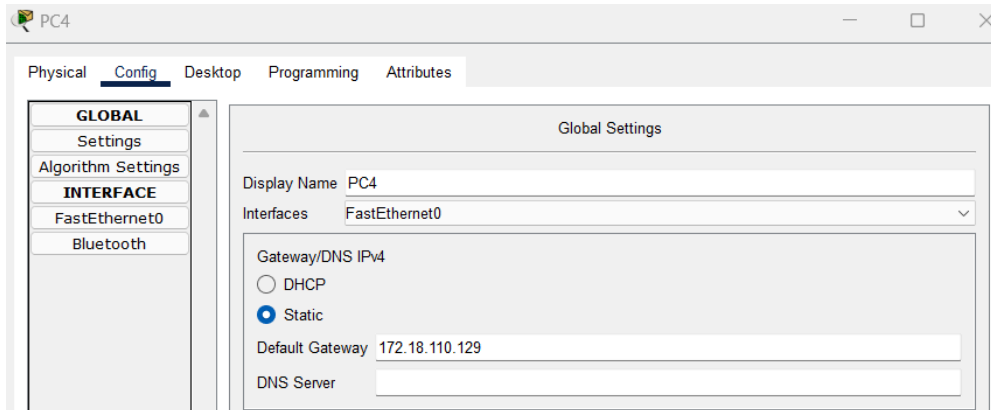 PC4
Physical Config Desktop Programming Attributes
GLOBAL
Settings
Algorithm Settings
INTERFACE
FastEthernet0
Bluetooth
Global Settings
Display Name PC4
Interfaces FastEthernet0
Gateway/DNS IPv4
DHCP
Static
Default Gateway 172.18.110.129
DNS Server